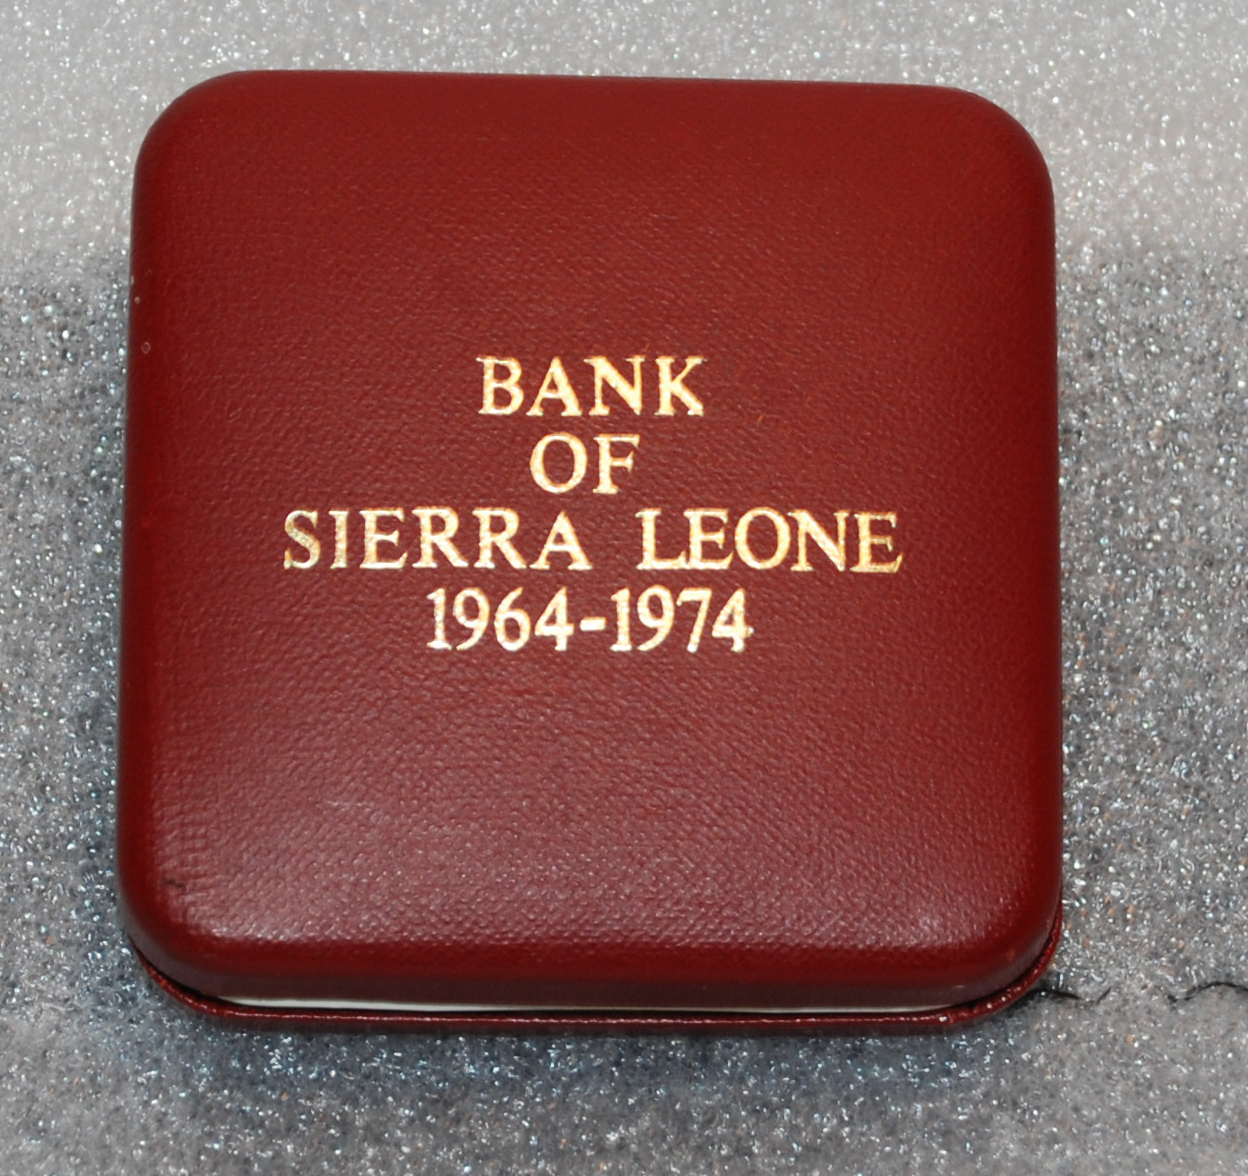 BANK
OF
SIERRA LEONE
1964-1974